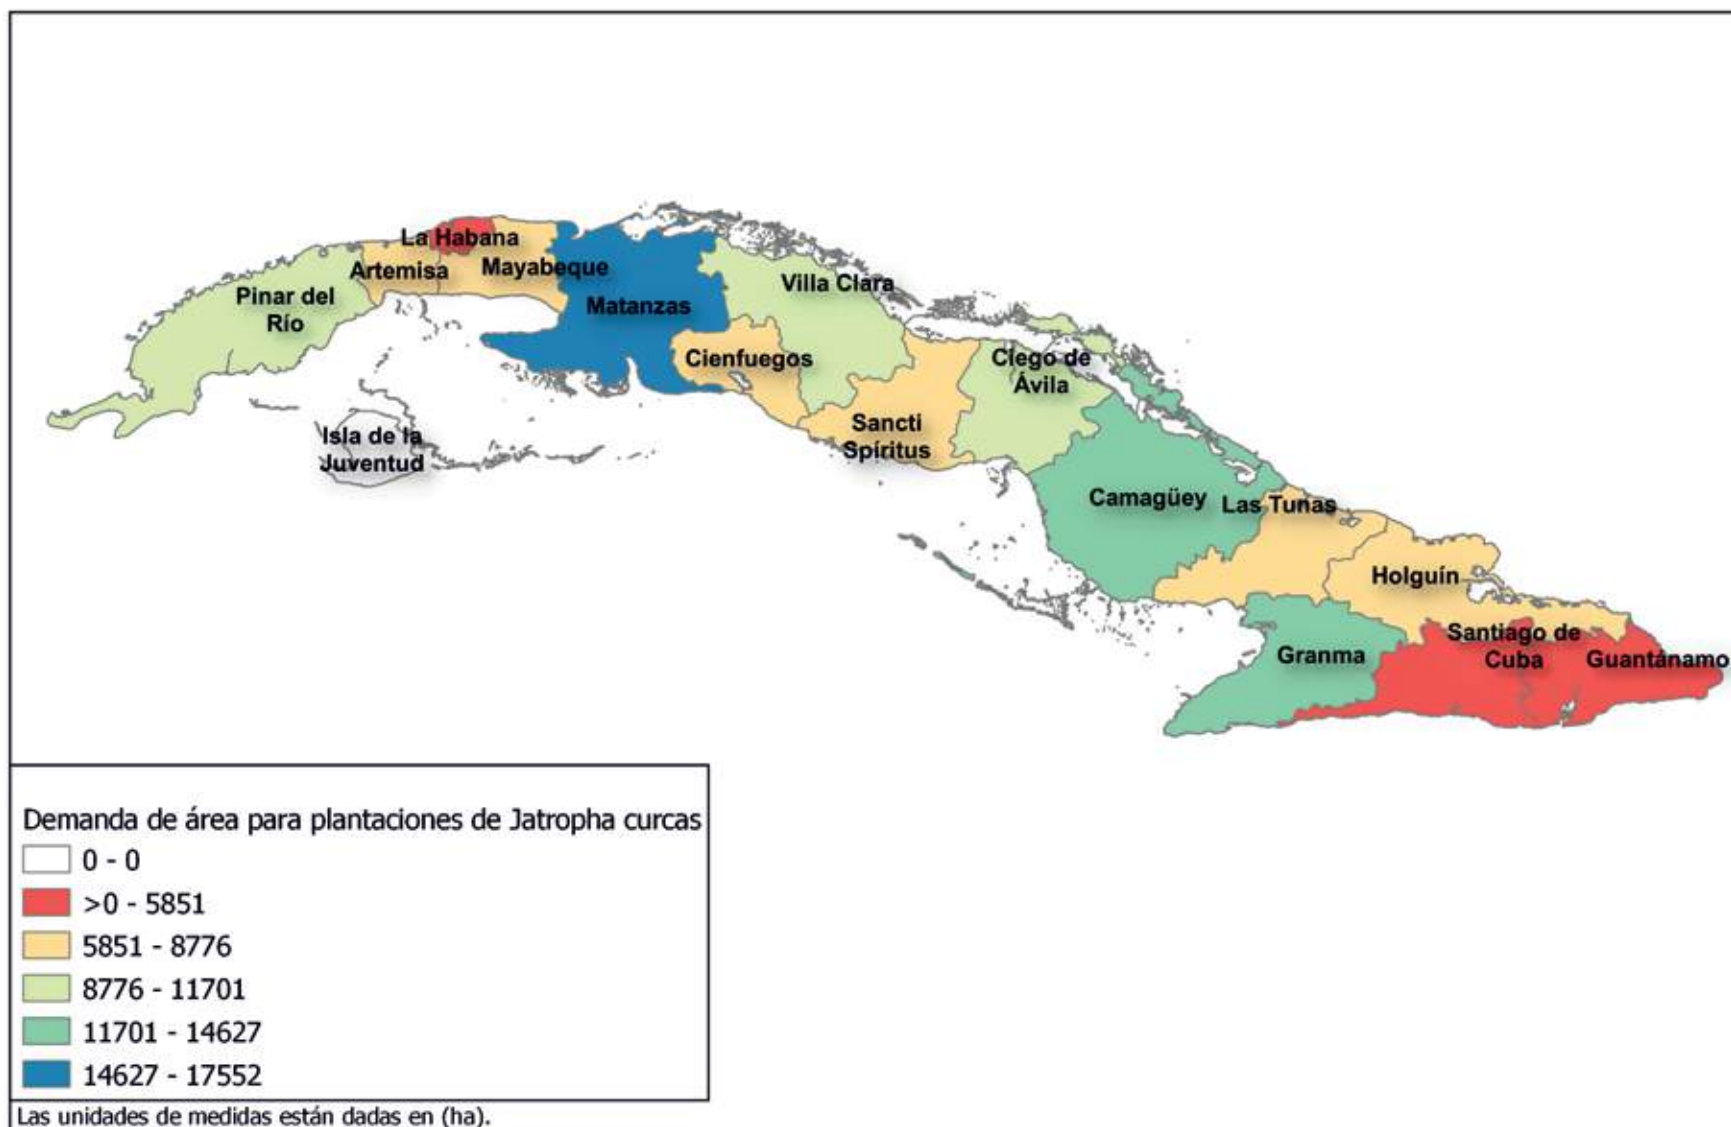 La Habana
Artemisa
Mayabeque
Pinar del
Río
Matanzas
Villa Clara
Cienfuegos
Ciego de
Ávila
Isla de la
Juventud
Sancti
Spíritus
Camagüey
Las Tunas
Holguín
Granma
Santiago de
Cuba
Guantánamo
Demanda de área para plantaciones de Jatropha curcas
0 - 0
>0 - 5851
5851 - 8776
8776 - 11701
11701 - 14627
14627 - 17552
Las unidades de medidas están dadas en (ha).